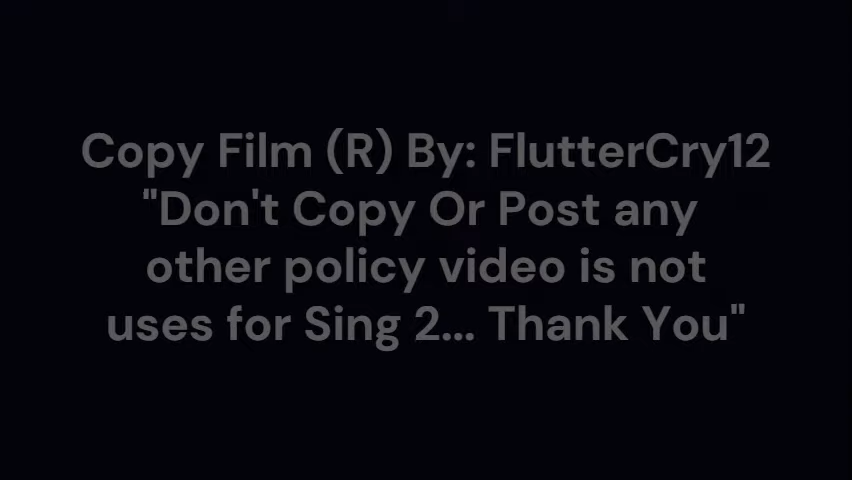 Copy Film (R) By: FlutterCry12
"Don't Copy Or Post any
other policy video is not
uses for Sing 2... Thank You"